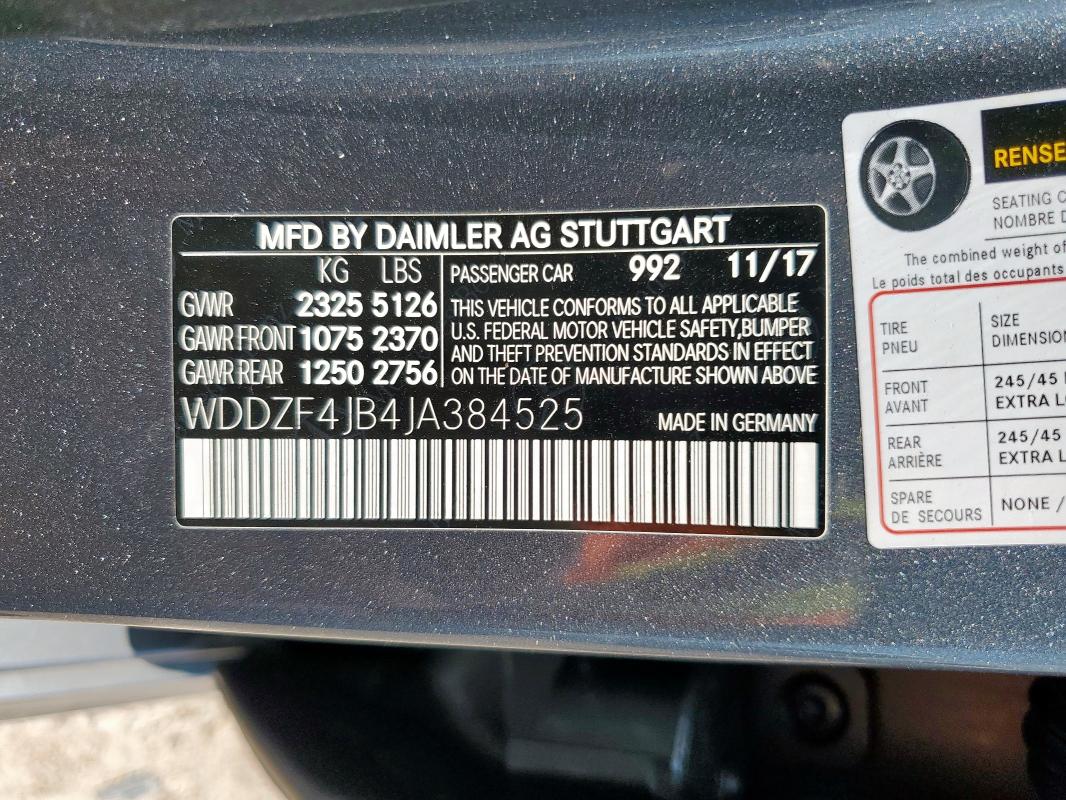 MFD BY DAIMLER AG STUTTGART
KG LBS
GVWR 2325 5126
GAWR FRONT 1075 2370
GAWR REAR 1250 2756
PASSENGER CAR 992 11/17
THIS VEHICLE CONFORMS TO ALL APPLICABLE
U.S. FEDERAL MOTOR VEHICLE SAFETY,BUMPER
AND THEFT PREVENTION STANDARDS IN EFFECT
ON THE DATE OF MANUFACTURE SHOWN ABOVE
WDDZF4JB4JA384525
MADE IN GERMANY
RENSE
SEATING C
NOMBRE D
The combined weight of
Le poids total des occupants
TIRE
PNEU
SIZE
DIMENSION
FRONT
AVANT
245/45
EXTRA L
REAR
ARRIÈRE
245/45
EXTRA L
SPARE
DE SECOURS
NONE /